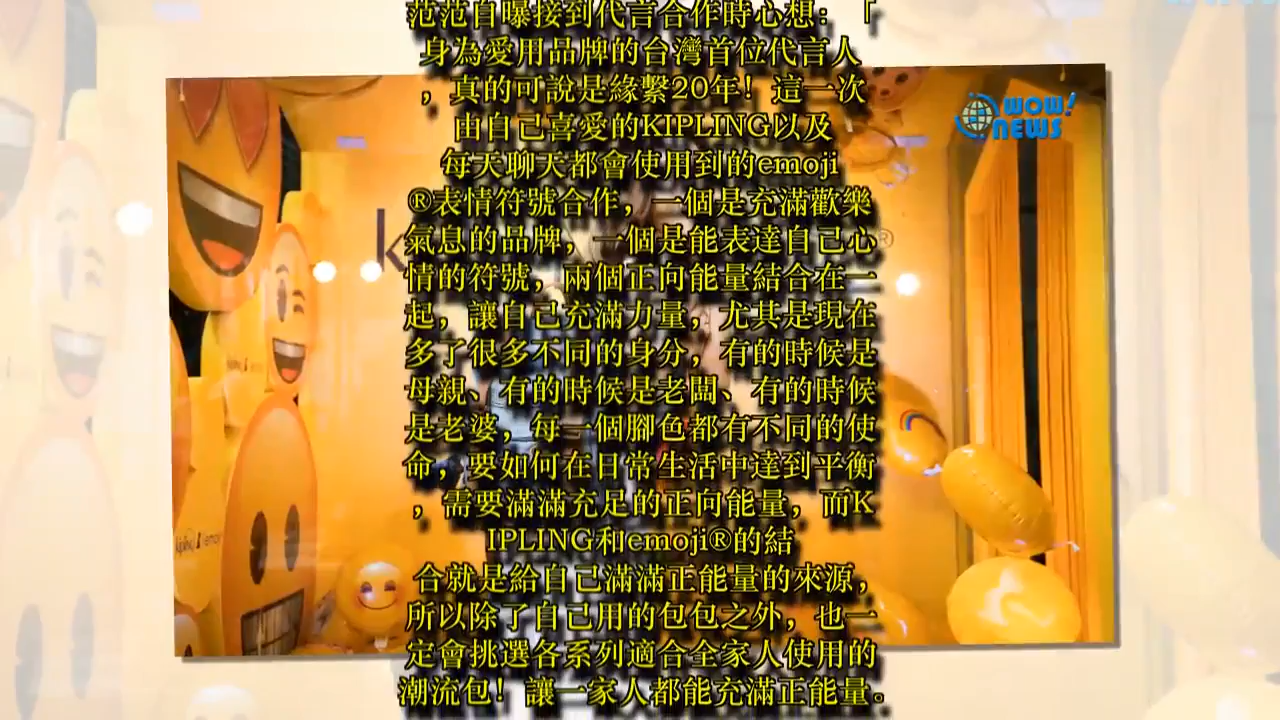 范范自曝接到代言合作時心想：「
身為愛用品牌的台灣首位代言人
，真的可說是緣繫20年！這一次
由自己喜愛的KIPLING以及
每天聊天都會使用到的emoji
®表情符號合作，一個是充滿歡樂
氣息的品牌，一個是能表達自己心
情的符號，兩個正向能量結合在一
起，讓自己充滿力量，尤其是現在
多了很多不同的身分，有的時候是
母親、有的時候是老闆、有的時候
是老婆，每一個腳色都有不同的使
命，要如何在日常生活中達到平衡
，需要滿滿充足的正向能量，而K
IPLING和emoji®的結
合就是給自己滿滿正能量的來源，
所以除了自己用的包包之外，也一
定會挑選各系列適合全家人使用的
潮流包！讓一家人都能充滿正能量。
WOW!
NEWS
k
®